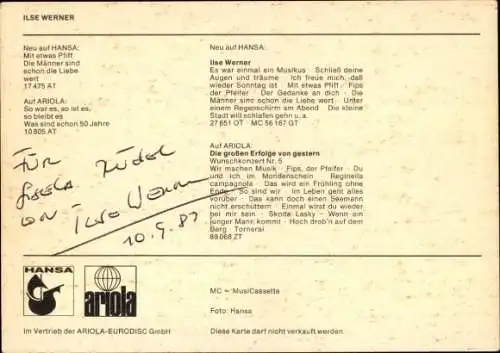 ILSE WERNER
Neu auf HANSA:
Mit etwas Pfiff
Die Männer sind
schon die Liebe
wert
17 475 AT
Auf ARIOLA:
So war es, so ist es,
so bleibt es
Was sind schon 50 Jahre
10 805 AT
Neu auf HANSA:
Ilse Werner
Es war einmal ein Musikus · Schließ deine
Augen und träume · Ich freue mich, daß
wieder Sonntag ist · Mit etwas Pfiff · Fips
der Pfeifer · Der Gedanke an dich · Die
Männer sind schon die Liebe wert · Unter
einem Regenschirm am Abend · Die kleine
Stadt will schlafen gehn u. a.
27 651 OT · MC 56 167 GT
Auf ARIOLA:
Die großen Erfolge von gestern
Wunschkonzert Nr. 5
Wir machen Musik · Fips, der Pfeifer · Du
und ich im Mondenschein · Reginella
campagnola · Das wird ein Frühling ohne
Ende · So sind wir · Im Leben geht alles
vorüber · Das kann doch einen Seemann
nicht erschüttern · Einmal wirst du wieder
bei mir sein · Skoda Lasky · Wenn ein
junger Mann kommt · Hoch drob'n auf dem
Berg · Tornerai
89 068 ZT
Für
von Ilse Werner
10.9.87
HANSA
ariola
MC = MusiCassette
Foto: Hansa
Im Vertrieb der ARIOLA-EURODISC GmbH
Diese Karte darf nicht verkauft werden.